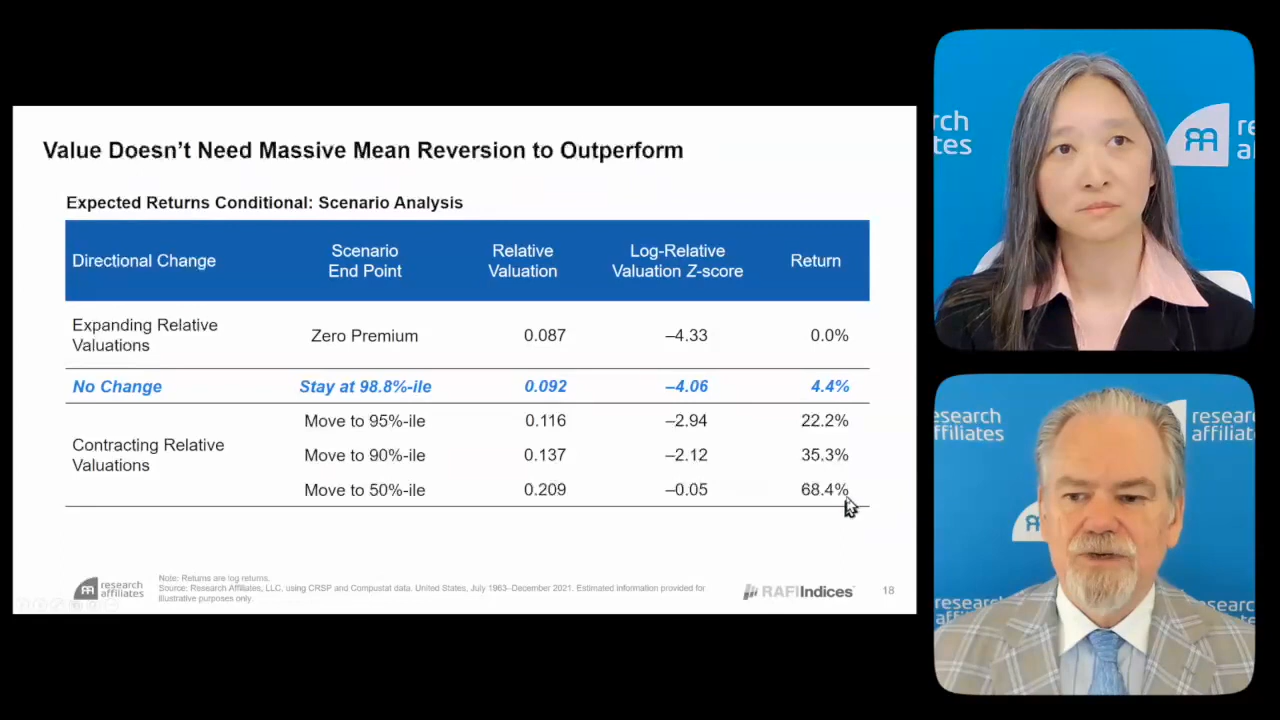 Value Doesn't Need Massive Mean Reversion to Outperform
Expected Returns Conditional: Scenario Analysis
Directional Change
Scenario
End Point
Relative
Valuation
Log-Relative
Valuation Z-score
Return
Expanding Relative
Valuations
Zero Premium
0.087
–4.33
0.0%
No Change
Stay at 98.8%-ile
0.092
–4.06
4.4%
Contracting Relative
Valuations
Move to 95%-ile
0.116
–2.94
22.2%
Move to 90%-ile
0.137
–2.12
35.3%
Move to 50%-ile
0.209
–0.05
68.4%
research
affiliates
Note: Returns are log returns.
Source: Research Affiliates, LLC, using CRSP and Compustat data. United States, July 1963–December 2021. Estimated information provided for
illustrative purposes only.
RAFI Indices
18
rch
ates
re
a
research
ffiliates
research
affiliates
research
research